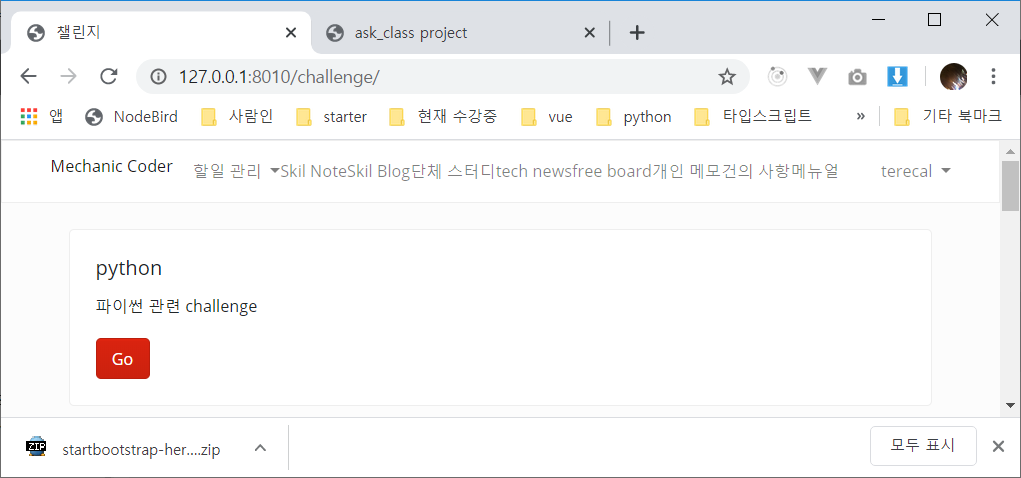 챌린지
ask_class project
127.0.0.1:8010/challenge/
앱 NodeBird 사람인 starter 현재 수강중 vue python 타입스크립트 » 기타 북마크
Mechanic Coder 할일 관리 Skil NoteSkil Blog단체 스터디tech newsfree board개인 메모건의 사항메뉴얼 terecal
python
파이썬 관련 challenge
Go
ZIP startbootstrap-her....zip 모두 표시